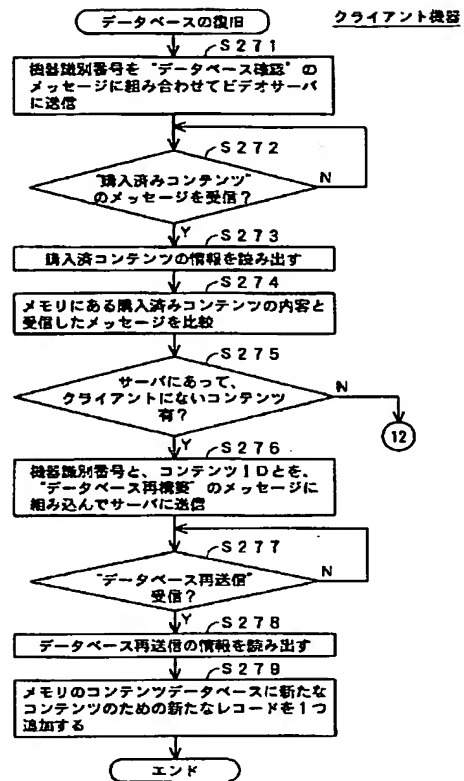 クライアント機器
データベースの復旧
S271
機器識別番号を“データベース確認”の
メッセージに組み合わせてビデオサーバ
に送信
S272
“購入済みコンテンツ”
のメッセージを受信？
N
Y
S273
購入済コンテンツの情報を読み出す
S274
メモリにある購入済みコンテンツの内容と
受信したメッセージを比較
S275
サーバにあって、
クライアントにないコンテンツ
有？
N
12
Y
S276
機器識別番号と、コンテンツIDとを、
“データベース再構築”のメッセージに
組み込んでサーバに送信
S277
“データベース再送信”
受信？
N
Y
S278
データベース再送信の情報を読み出す
S279
メモリのコンテンツデータベースに新たな
コンテンツのための新たなレコードを1つ
追加する
エンド